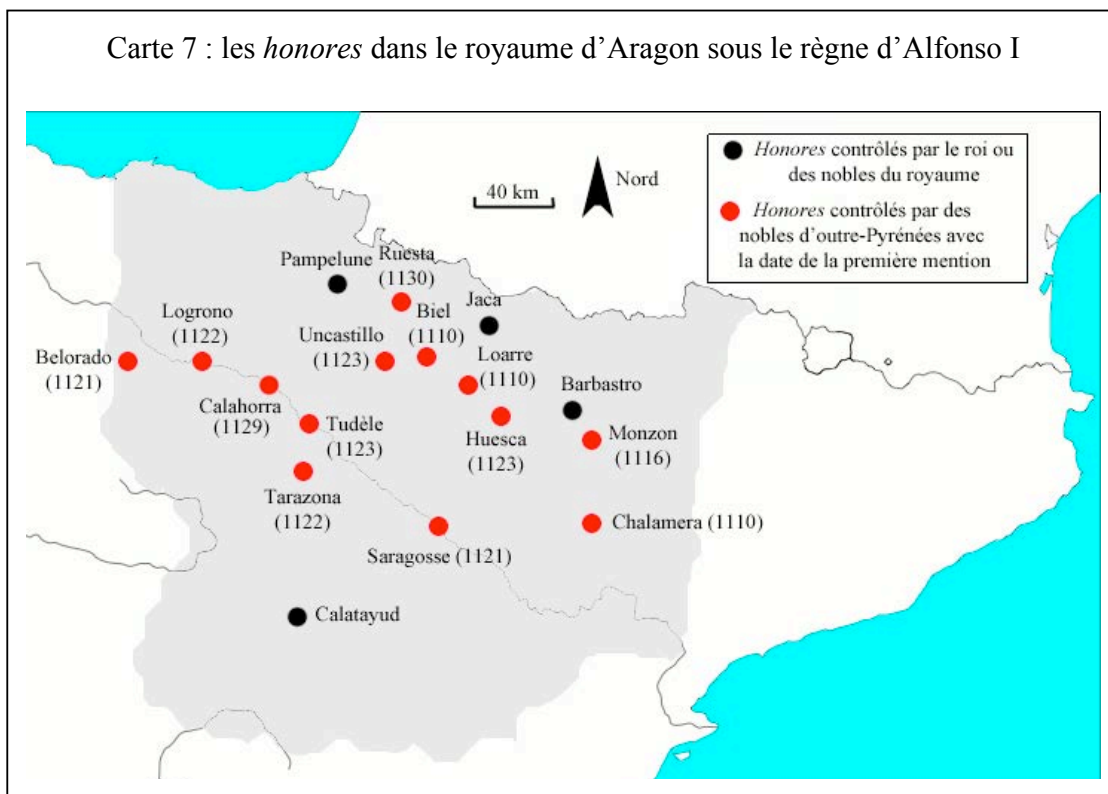 Carte 7 : les honores dans le royaume d'Aragon sous le règne d'Alfonso I
Honores contrôlés par le roi ou
des nobles du royaume
Honores contrôlés par des
nobles d'outre-Pyrénées avec
la date de la première mention
40 km
Nord
Pampelune
Ruesta
(1130)
Jaca
Biel
(1110)
Logrono
(1122)
Uncastillo
(1123)
Loarre
(1110)
Belorado
(1121)
Barbastro
Calahorra
(1129)
Tudèle
(1123)
Huesca
(1123)
Monzon
(1116)
Tarazona
(1122)
Chalamera (1110)
Saragosse (1121)
Calatayud